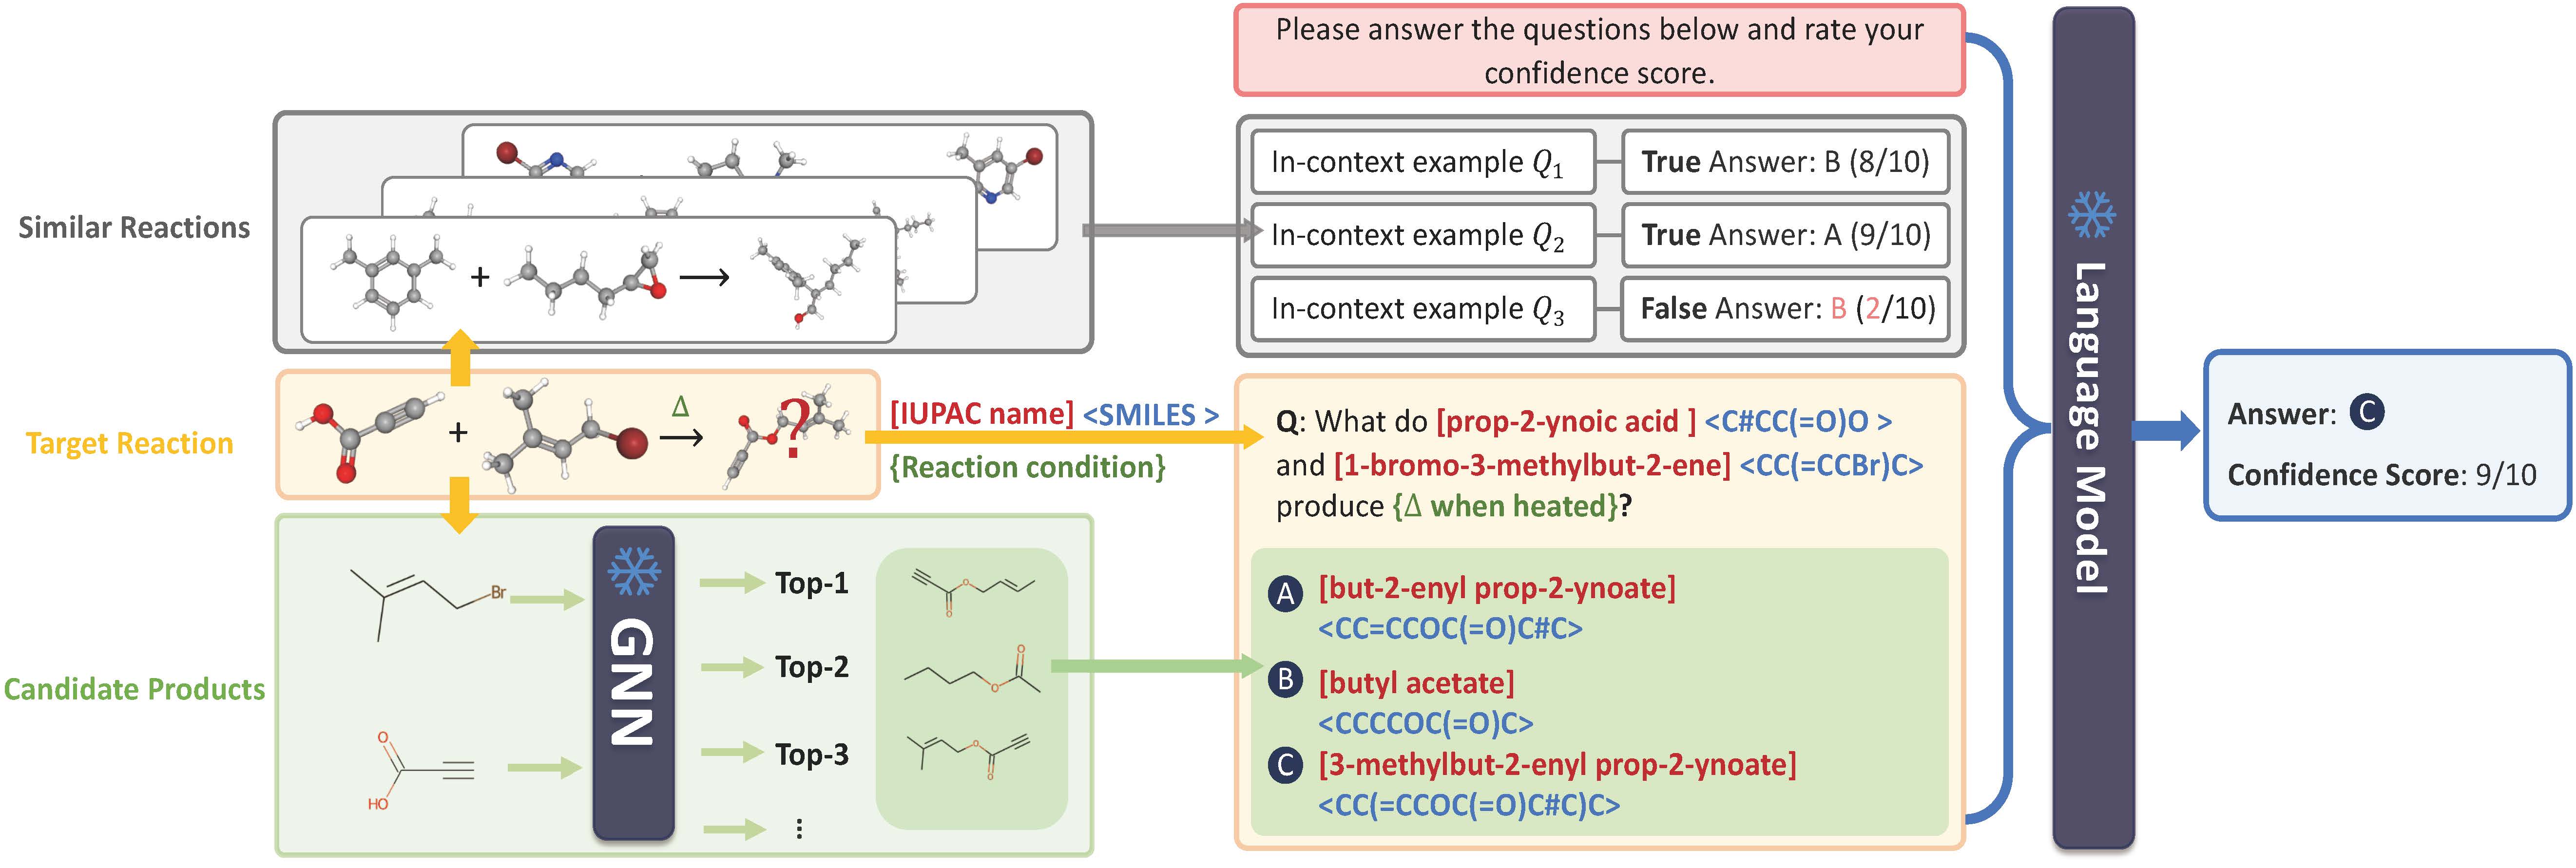 Please answer the questions below and rate your
confidence score.
Similar Reactions
+
In-context example Q1
True Answer: B (8/10)
In-context example Q2
True Answer: A (9/10)
In-context example Q3
False Answer: B (2/10)
Target Reaction
+
Δ
?
[IUPAC name] <SMILES >
{Reaction condition}
Q: What do [prop-2-ynoic acid ] <C#CC(=O)O >
and [1-bromo-3-methylbut-2-ene] <CC(=CCBr)C>
produce {Δ when heated}?
Candidate Products
Br
O
HO
GNN
Top-1
Top-2
Top-3
⋮
O
O
O
O
O
O
A [but-2-enyl prop-2-ynoate]
<CC=CCOC(=O)C#C>
B [butyl acetate]
<CCCCOC(=O)C>
C [3-methylbut-2-enyl prop-2-ynoate]
<CC(=CCOC(=O)C#C)C>
Language Model
Answer: C
Confidence Score: 9/10